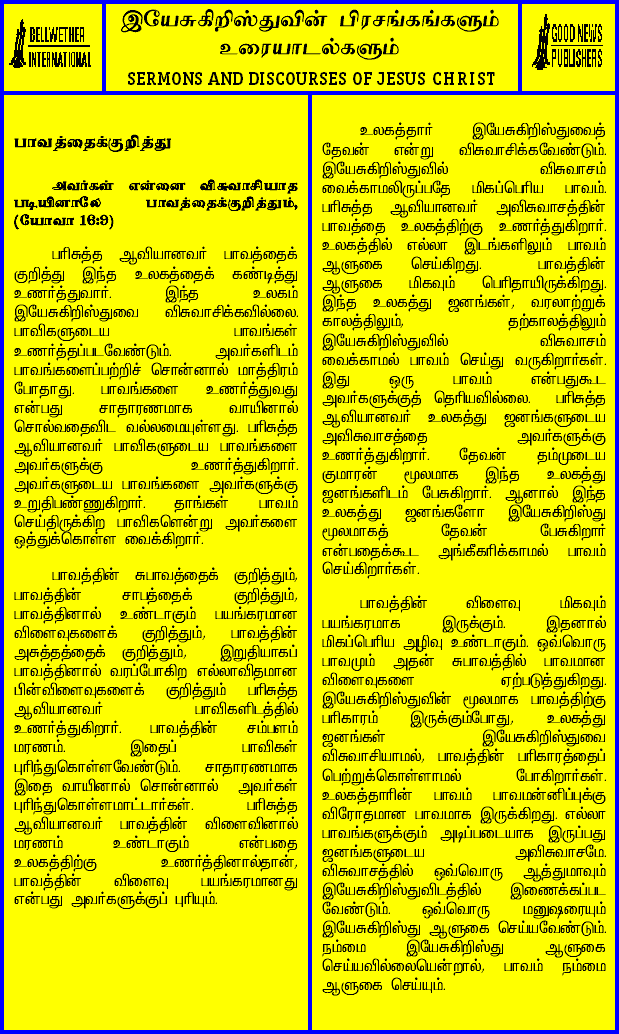 BELLWETHER
INTERNATIONAL
இயேசுகிறிஸ்துவின் பிரசங்கங்களும்
உரையாடல்களும்
SERMONS AND DISCOURSES OF JESUS CHRIST
GOOD NEWS
PUBLISHERS
பாவத்தைக்குறித்து
அவர்கள் என்னை விசுவாசியாத
படியினாலே பாவத்தைக்குறித்தும்,
(யோவா 16:9)
பரிசுத்த ஆவியானவர் பாவத்தைக்
குறித்து இந்த உலகத்தைக் கண்டித்து
உணர்த்துவார். இந்த உலகம்
இயேசுகிறிஸ்துவை விசுவாசிக்கவில்லை.
பாவிகளுடைய பாவங்கள்
உணர்த்தப்படவேண்டும். அவர்களிடம்
பாவங்களைப்பற்றிச் சொன்னால் மாத்திரம்
போதாது. பாவங்களை உணர்த்துவது
என்பது சாதாரணமாக வாயினால்
சொல்வதைவிட வல்லமையுள்ளது. பரிசுத்த
ஆவியானவர் பாவிகளுடைய பாவங்களை
அவர்களுக்கு உணர்த்துகிறார்.
அவர்களுடைய பாவங்களை அவர்களுக்கு
உறுதிபண்ணுகிறார். தாங்கள் பாவம்
செய்திருக்கிற பாவிகளென்று அவர்களை
ஒத்துக்கொள்ள வைக்கிறார்.
பாவத்தின் சுபாவத்தைக் குறித்தும்,
பாவத்தின் சாபத்தைக் குறித்தும்,
பாவத்தினால் உண்டாகும் பயங்கரமான
விளைவுகளைக் குறித்தும், பாவத்தின்
அசுத்தத்தைக் குறித்தும், இறுதியாகப்
பாவத்தினால் வரப்போகிற எல்லாவிதமான
பின்விளைவுகளைக் குறித்தும் பரிசுத்த
ஆவியானவர் பாவிகளிடத்தில்
உணர்த்துகிறார். பாவத்தின் சம்பளம்
மரணம். இதைப் பாவிகள்
புரிந்துகொள்ளவேண்டும். சாதாரணமாக
இதை வாயினால் சொன்னால் அவர்கள்
புரிந்துகொள்ளமாட்டார்கள். பரிசுத்த
ஆவியானவர் பாவத்தின் விளைவினால்
மரணம் உண்டாகும் என்பதை
உலகத்திற்கு உணர்த்தினால்தான்,
பாவத்தின் விளைவு பயங்கரமானது
என்பது அவர்களுக்குப் புரியும்.
உலகத்தார் இயேசுகிறிஸ்துவைத்
தேவன் என்று விசுவாசிக்கவேண்டும்.
இயேசுகிறிஸ்துவில் விசுவாசம்
வைக்காமலிருப்பதே மிகப்பெரிய பாவம்.
பரிசுத்த ஆவியானவர் அவிசுவாசத்தின்
பாவத்தை உலகத்திற்கு உணர்த்துகிறார்.
உலகத்தில் எல்லா இடங்களிலும் பாவம்
ஆளுகை செய்கிறது. பாவத்தின்
ஆளுகை மிகவும் பெரிதாயிருக்கிறது.
இந்த உலகத்து ஜனங்கள், வரலாற்றுக்
காலத்திலும், தற்காலத்திலும்
இயேசுகிறிஸ்துவில் விசுவாசம்
வைக்காமல் பாவம் செய்து வருகிறார்கள்.
இது ஒரு பாவம் என்பதுகூட
அவர்களுக்குத் தெரியவில்லை. பரிசுத்த
ஆவியானவர் உலகத்து ஜனங்களுடைய
அவிசுவாசத்தை அவர்களுக்கு
உணர்த்துகிறார். தேவன் தம்முடைய
குமாரன் மூலமாக இந்த உலகத்து
ஜனங்களிடம் பேசுகிறார். ஆனால் இந்த
உலகத்து ஜனங்களோ இயேசுகிறிஸ்து
மூலமாகத் தேவன் பேசுகிறார்
என்பதைக்கூட அங்கீகரிக்காமல் பாவம்
செய்கிறார்கள்.
பாவத்தின் விளைவு மிகவும்
பயங்கரமாக இருக்கும். இதனால்
மிகப்பெரிய அழிவு உண்டாகும். ஒவ்வொரு
பாவமும் அதன் சுபாவத்தில் பாவமான
விளைவுகளை ஏற்படுத்துகிறது.
இயேசுகிறிஸ்துவின் மூலமாக பாவத்திற்கு
பரிகாரம் இருக்கும்போது, உலகத்து
ஜனங்கள் இயேசுகிறிஸ்துவை
விசுவாசியாமல், பாவத்தின் பரிகாரத்தைப்
பெற்றுக்கொள்ளாமல் போகிறார்கள்.
உலகத்தாரின் பாவம் பாவமன்னிப்புக்கு
விரோதமான பாவமாக இருக்கிறது. எல்லா
பாவங்களுக்கும் அடிப்படையாக இருப்பது
ஜனங்களுடைய அவிசுவாசமே.
விசுவாசத்தில் ஒவ்வொரு ஆத்துமாவும்
இயேசுகிறிஸ்துவிடத்தில் இணைக்கப்பட
வேண்டும். ஒவ்வொரு மனுஷரையும்
இயேசுகிறிஸ்து ஆளுகை செய்யவேண்டும்.
நம்மை இயேசுகிறிஸ்து ஆளுகை
செய்யவில்லையென்றால், பாவம் நம்மை
ஆளுகை செய்யும்.